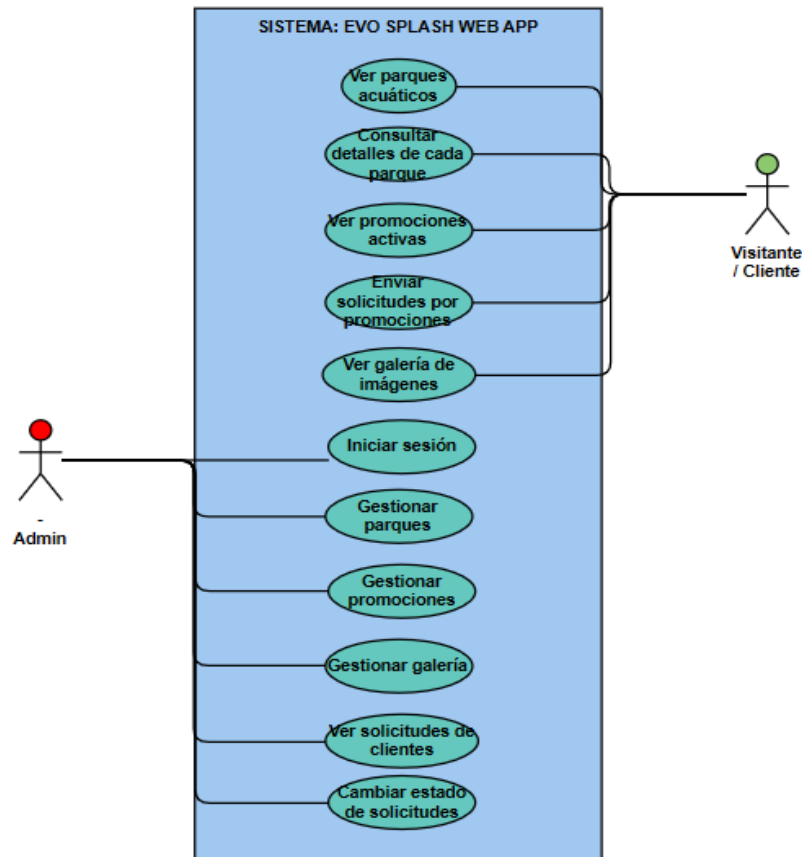 SISTEMA: EVO SPLASH WEB APP
Ver parques
acuáticos
Consultar
detalles de cada
parque
Ver promociones
activas
Enviar
solicitudes por
promociones
Ver galería de
imágenes
Visitante
/ Cliente
Iniciar sesión
Gestionar
parques
Gestionar
promociones
Gestionar galería
Ver solicitudes de
clientes
Cambiar estado
de solicitudes
-
Admin